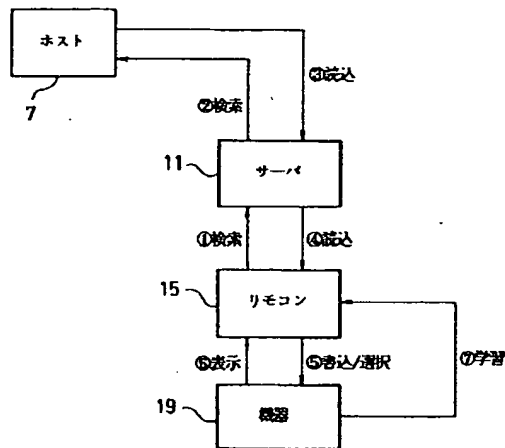 ホスト
7
③読込
②検索
11
サーバ
①検索
④読込
15
リモコン
⑥表示
⑤書込/選択
⑦学習
19
機器